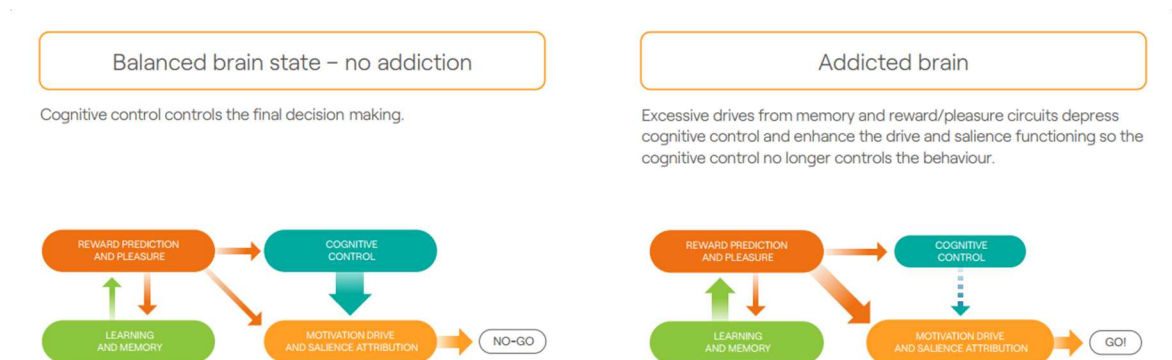 Balanced brain state – no addiction
Cognitive control controls the final decision making.
REWARD PREDICTION
AND PLEASURE
COGNITIVE
CONTROL
LEARNING
AND MEMORY
MOTIVATION DRIVE
AND SALIENCE ATTRIBUTION
NO-GO
Addicted brain
Excessive drives from memory and reward/pleasure circuits depress
cognitive control and enhance the drive and salience functioning so the
cognitive control no longer controls the behaviour.
REWARD PREDICTION
AND PLEASURE
COGNITIVE
CONTROL
LEARNING
AND MEMORY
MOTIVATION DRIVE
AND SALIENCE ATTRIBUTION
GO!